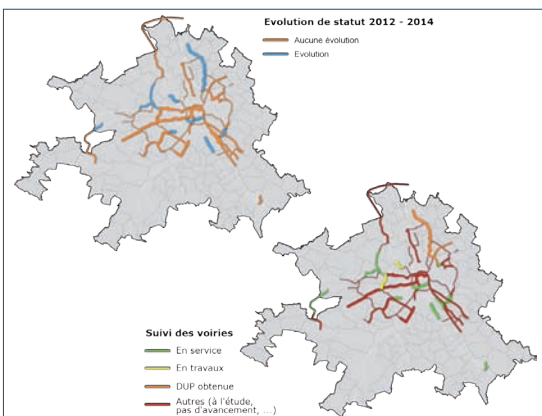 Evolution de statut 2012 - 2014
Aucune évolution
Evolution
Suivi des voiries
En service
En travaux
DUP obtenue
Autres (à l'étude,
pas d'avancement, ...)